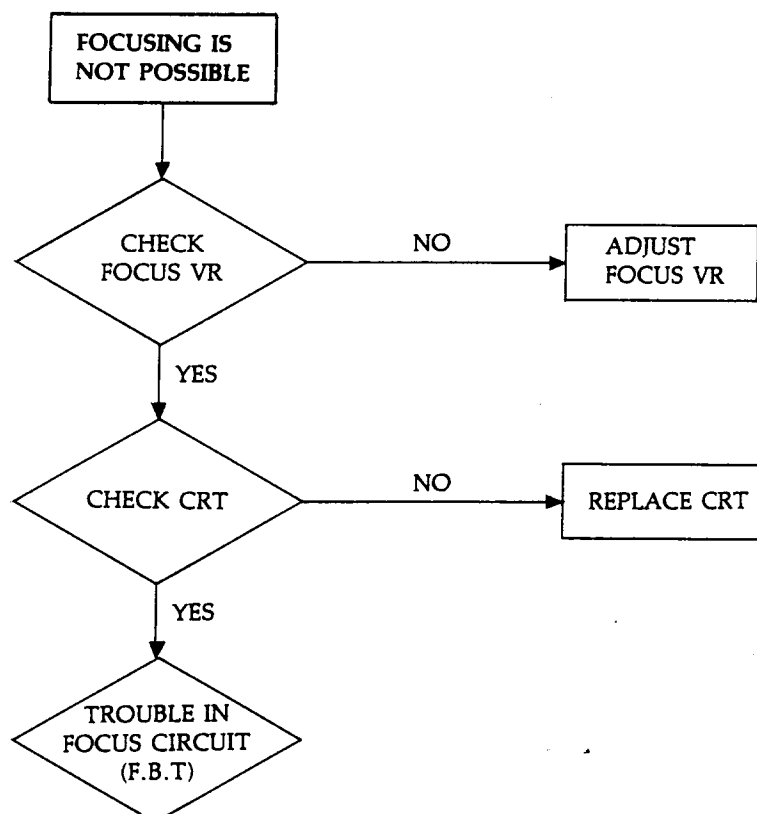 FOCUSING IS
NOT POSSIBLE
CHECK
FOCUS VR
NO
ADJUST
FOCUS VR
YES
CHECK CRT
NO
REPLACE CRT
YES
TROUBLE IN
FOCUS CIRCUIT
(F.B.T)